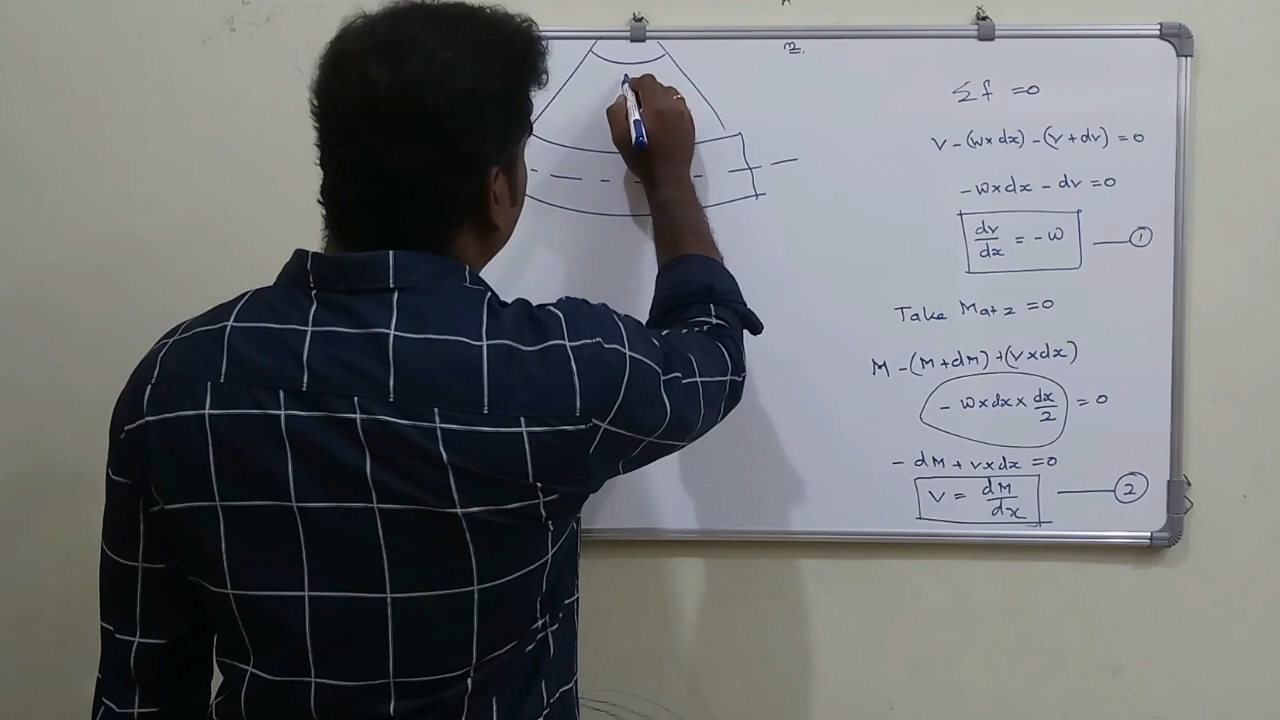 Σf = 0
V - (w×dx) - (V + dv) = 0
- w×dx - dv = 0
dv/dx = - w — 1
Take M at 2 = 0
M - (M+dM) + (V×dx)
- w×dx × dx/2 = 0
- dM + V×dx = 0
V = dM/dx — 2